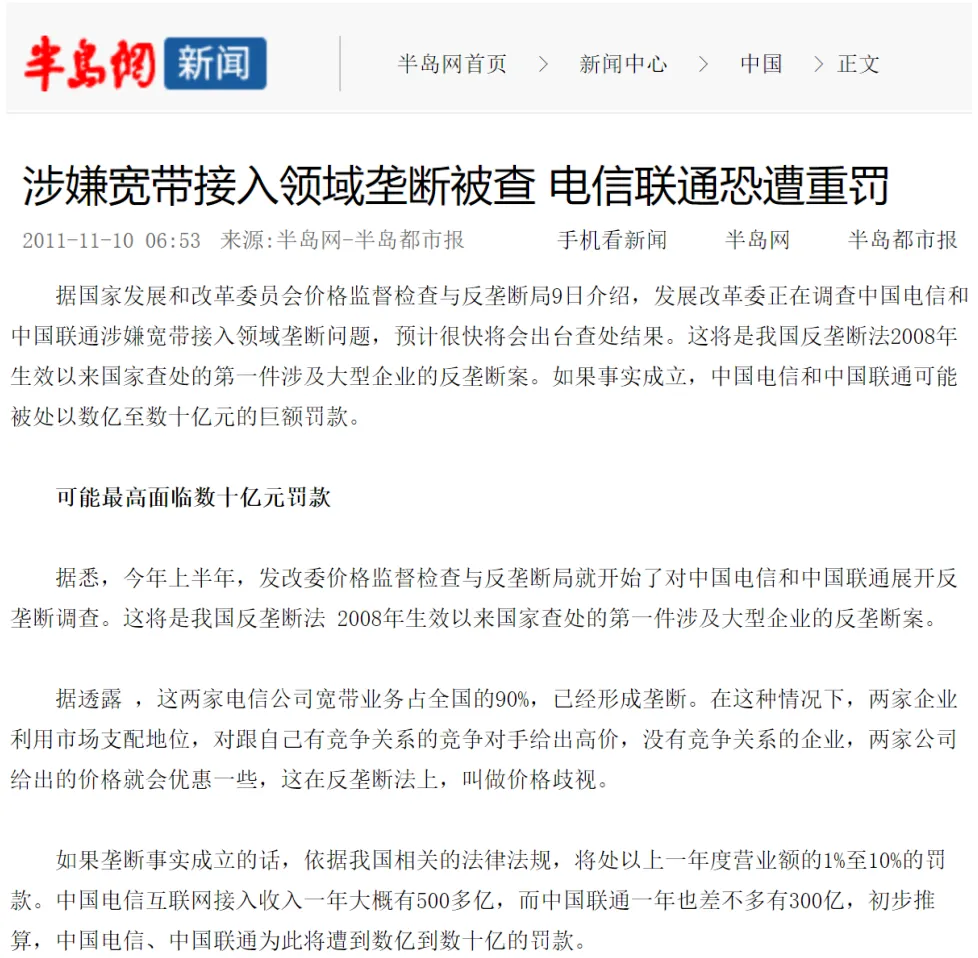 半岛网 新闻 半岛网首页 > 新闻中心 > 中国 > 正文
涉嫌宽带接入领域垄断被查 电信联通恐遭重罚
2011-11-10 06:53 来源:半岛网-半岛都市报 手机看新闻 半岛网 半岛都市报
据国家发展和改革委员会价格监督检查与反垄断局9日介绍，发展改革委正在调查中国电信和
中国联通涉嫌宽带接入领域垄断问题，预计很快将会出台查处结果。这将是我国反垄断法2008年
生效以来国家查处的第一件涉及大型企业的反垄断案。如果事实成立，中国电信和中国联通可能
被处以数亿至数十亿元的巨额罚款。
可能最高面临数十亿元罚款
据悉，今年上半年，发改委价格监督检查与反垄断局就开始了对中国电信和中国联通展开反
垄断调查。这将是我国反垄断法 2008年生效以来国家查处的第一件涉及大型企业的反垄断案。
据透露 ，这两家电信公司宽带业务占全国的90%，已经形成垄断。在这种情况下，两家企业
利用市场支配地位，对跟自己有竞争关系的竞争对手给出高价，没有竞争关系的企业，两家公司
给出的价格就会优惠一些，这在反垄断法上，叫做价格歧视。
如果垄断事实成立的话，依据我国相关的法律法规，将处以上一年度营业额的1%至10%的罚
款。中国电信互联网接入收入一年大概有500多亿，而中国联通一年也差不多有300亿，初步推
算，中国电信、中国联通为此将遭到数亿到数十亿的罚款。